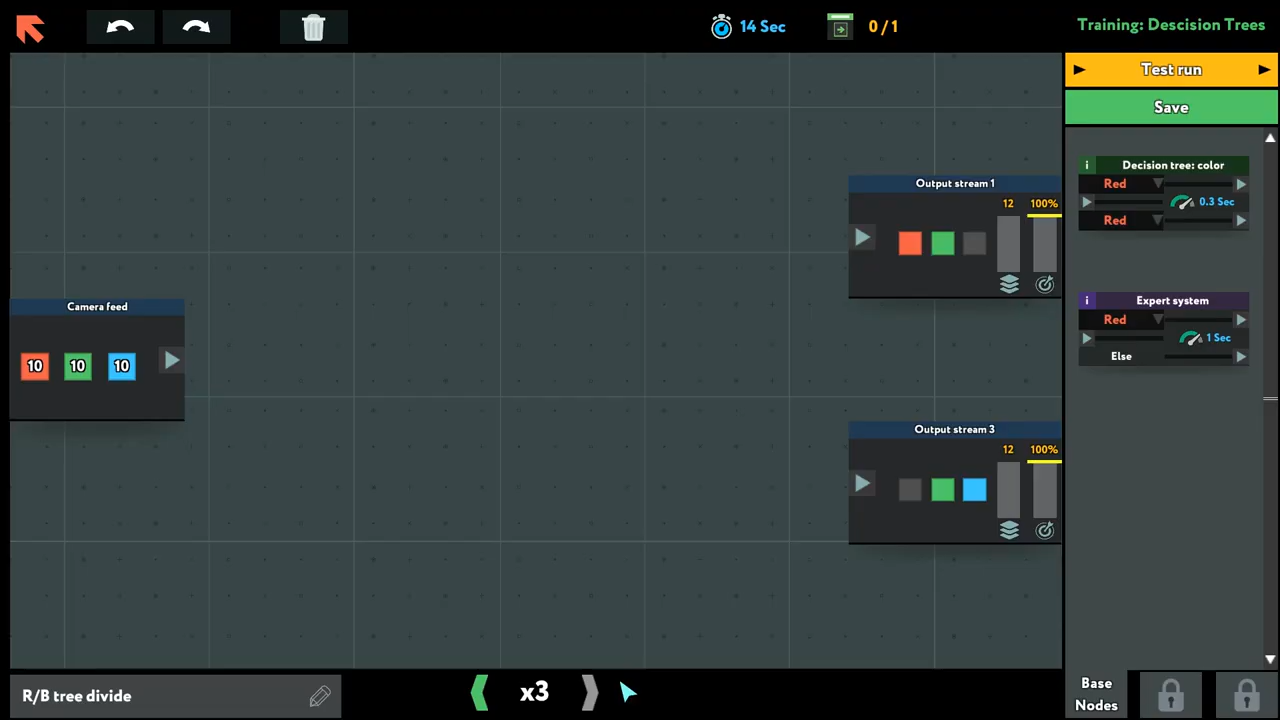 14 Sec
0 / 1
Training: Descision Trees
Test run
Save
Decision tree: color
Red
0.3 Sec
Red
Output stream 1
12 100%
Expert system
Red
1 Sec
Else
Camera feed
10 10 10
Output stream 3
12 100%
R/B tree divide
x3
Base
Nodes